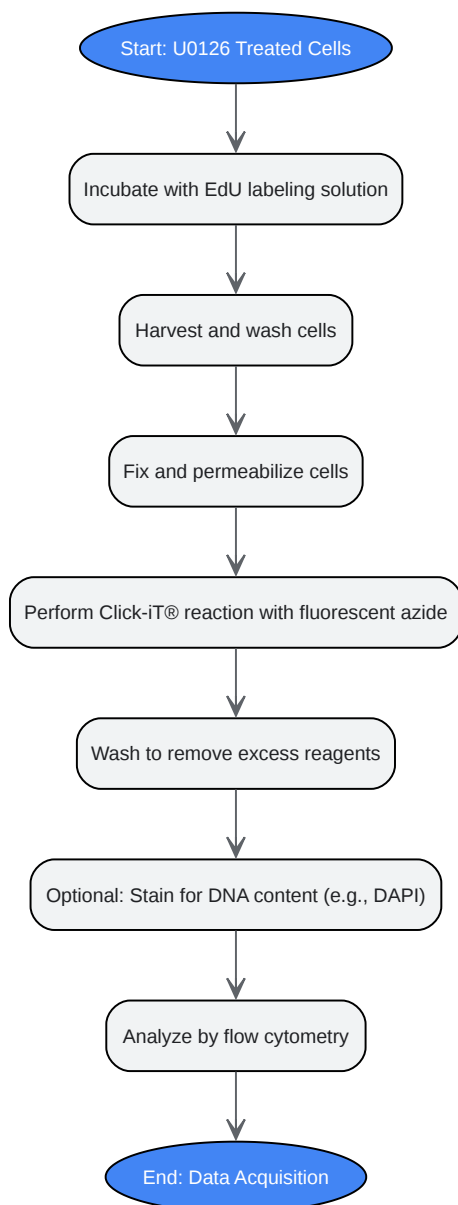 Start: U0126 Treated Cells
Incubate with EdU labeling solution
Harvest and wash cells
Fix and permeabilize cells
Perform Click-iT® reaction with fluorescent azide
Wash to remove excess reagents
Optional: Stain for DNA content (e.g., DAPI)
Analyze by flow cytometry
End: Data Acquisition